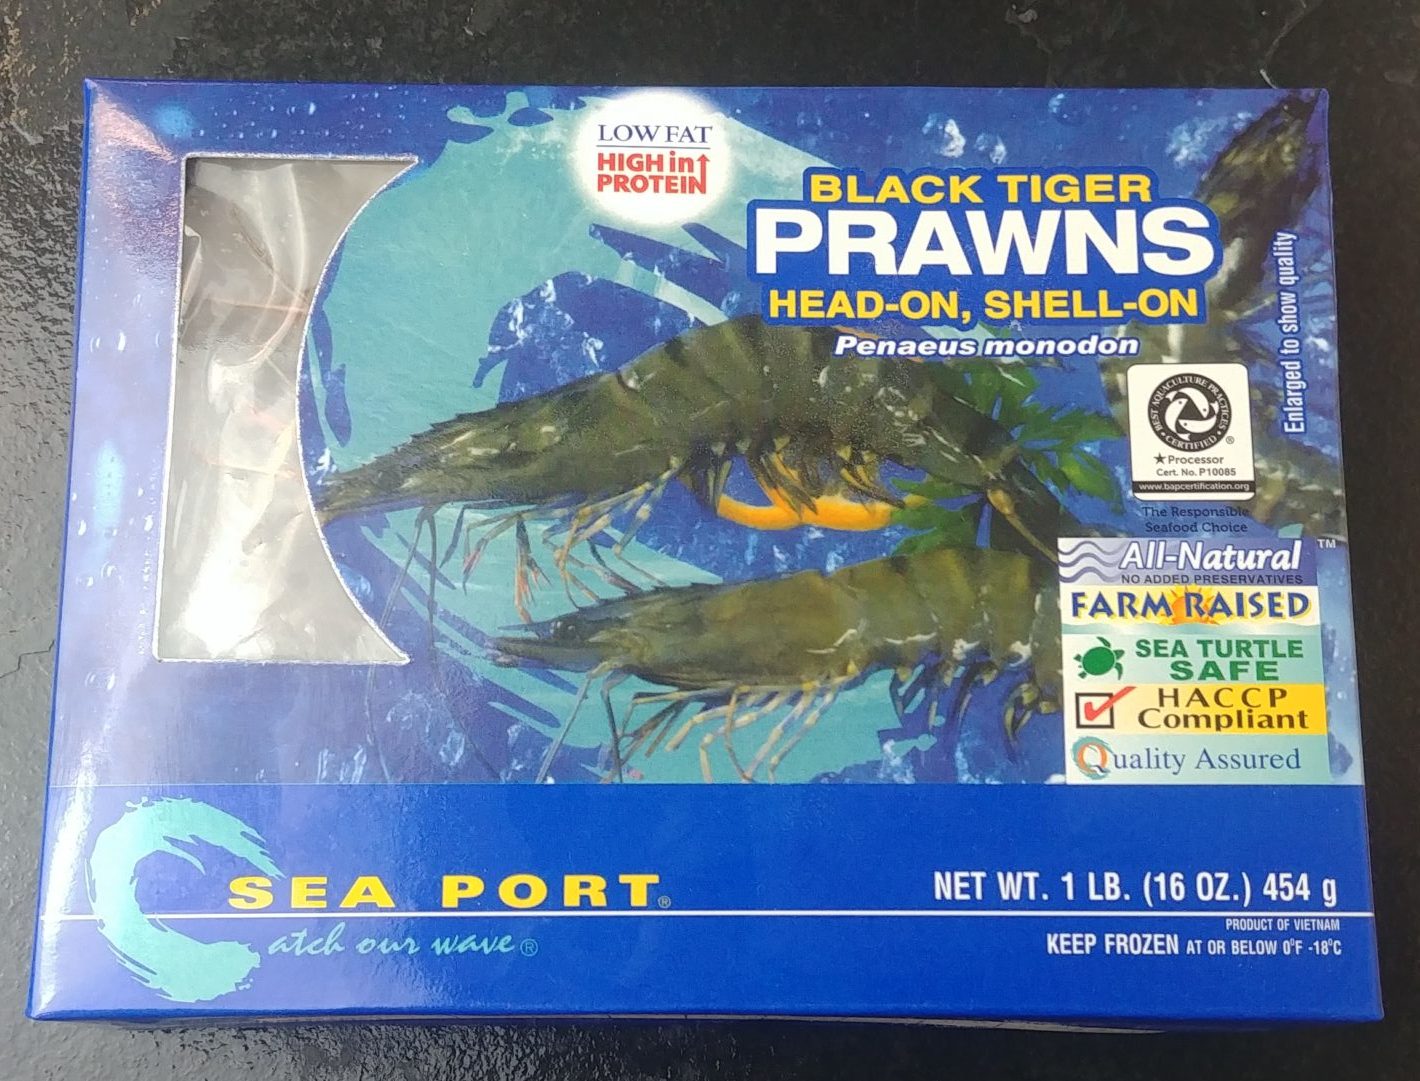 LOW FAT
HIGH in
PROTEIN
BLACK TIGER
PRAWNS
HEAD-ON, SHELL-ON
Penaeus monodon
Enlarged to show quality
BEST AQUACULTURE PRACTICES
• CERTIFIED •
®
★ Processor
Cert. No. P10085
www.bapcertification.org
The Responsible
Seafood Choice
All-Natural ™
NO ADDED PRESERVATIVES
FARM RAISED
SEA TURTLE
SAFE
HACCP
Compliant
Quality Assured
SEA PORT®
Catch our wave®
NET WT. 1 LB. (16 OZ.) 454 g
PRODUCT OF VIETNAM
KEEP FROZEN AT OR BELOW 0°F -18°C